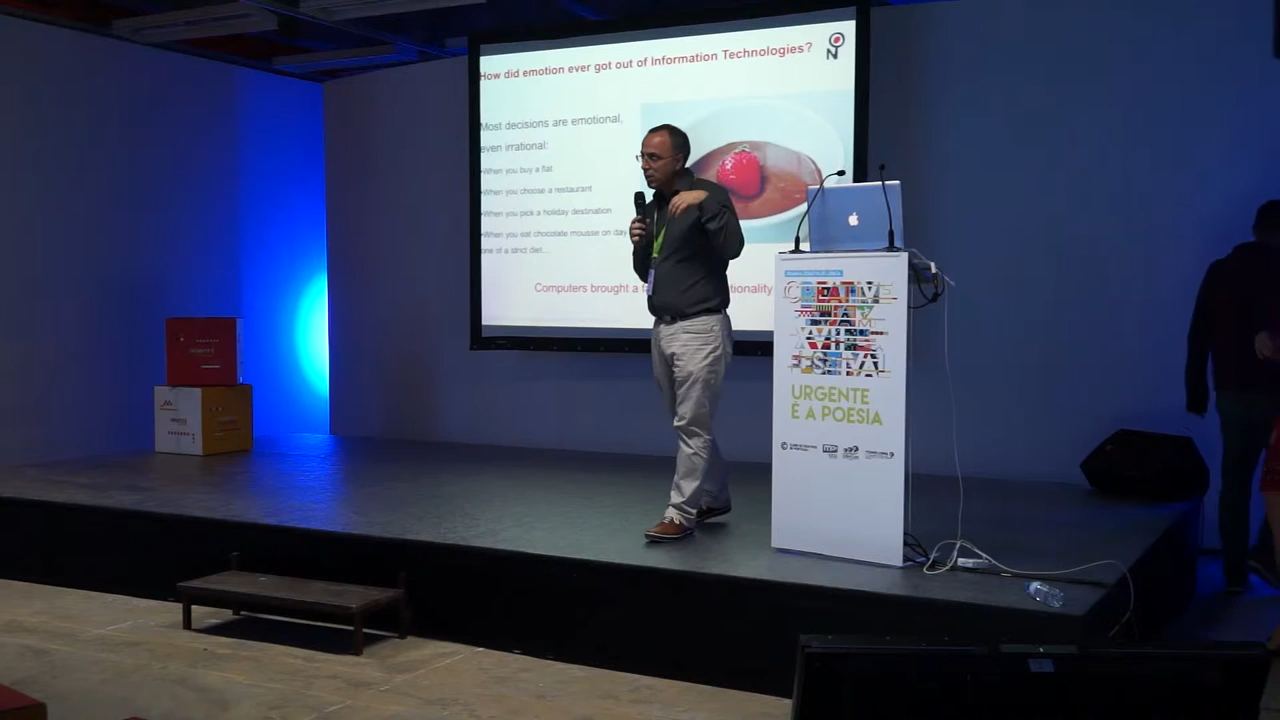 How did emotion ever got out of Information Technologies?
N
Most decisions are emotional,
even irrational:
•When you buy a flat
•When you choose a restaurant
•When you pick a holiday destination
•When you eat chocolate mousse on day
one of a strict diet...
Computers brought a
tionality
CREATIVE
URGENTE
É A POESIA